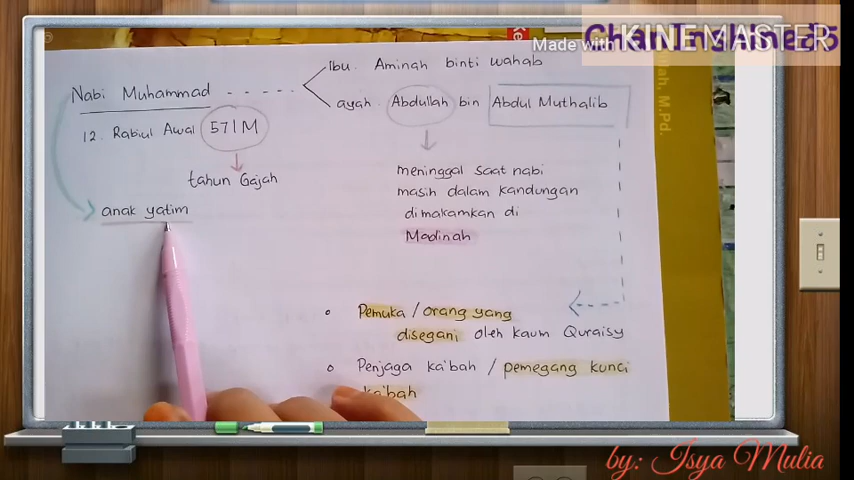 Made with KINEMASTER
Nabi Muhammad - - - - -
Ibu. Aminah binti wahab
ayah. Abdullah bin Abdul Muthalib
12. Rabiul Awal 571 M
tahun Gajah
anak yatim
meninggal saat nabi
masih dalam kandungan
dimakamkan di
Madinah
• Pemuka / orang yang
disegani oleh kaum Quraisy
• Penjaga ka'bah / pemegang kunci
ka'bah
M.Pd.
by: Isya Mulia